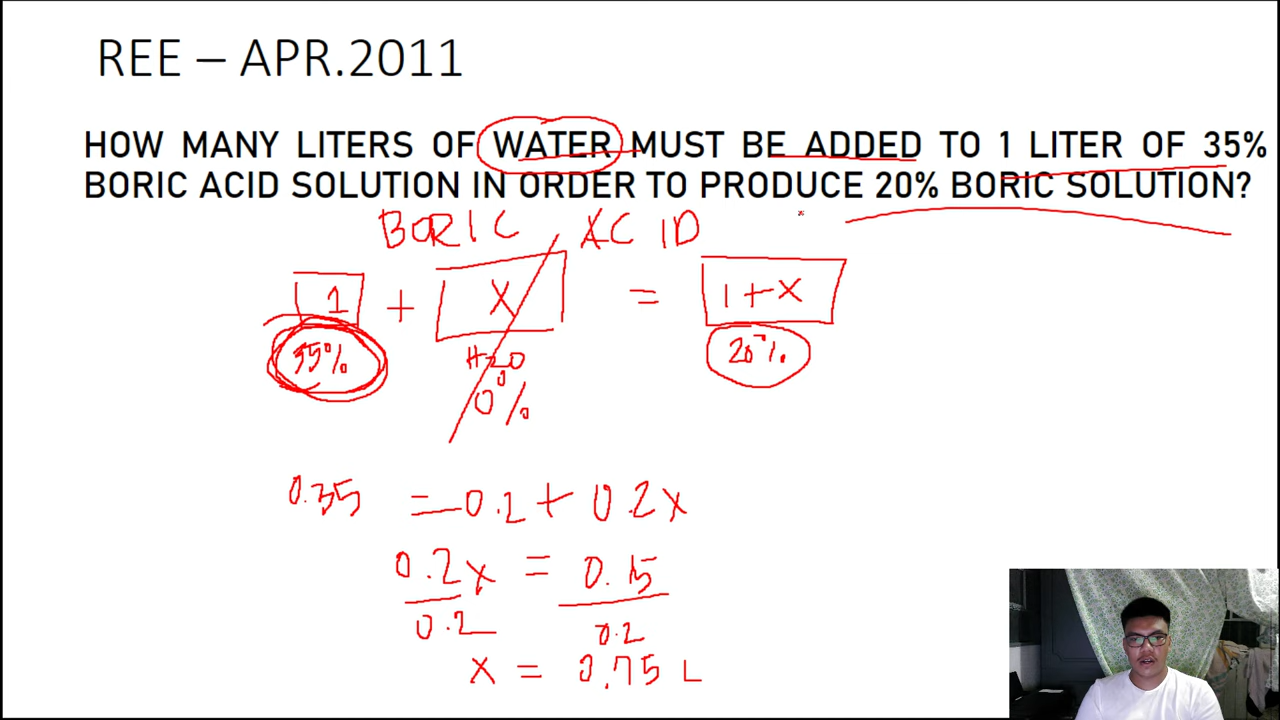 REE – APR.2011
HOW MANY LITERS OF WATER MUST BE ADDED TO 1 LITER OF 35%
BORIC ACID SOLUTION IN ORDER TO PRODUCE 20% BORIC SOLUTION?
BORIC ACID
1 + X = 1+X
35% H2O 20%
0%
0.35 = 0.2 + 0.2x
0.2x = 0.15
0.2 0.2
x = 0.75 L